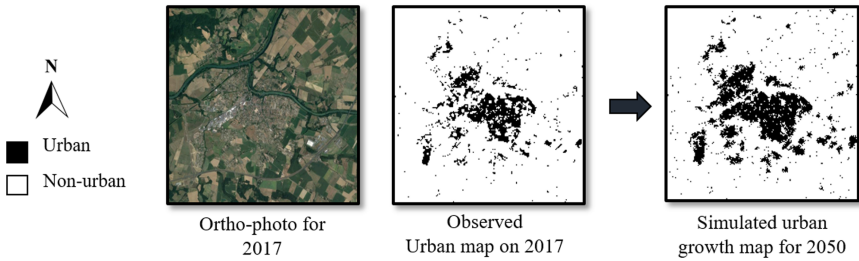 N
Urban
Non-urban
Ortho-photo for
2017
Observed
Urban map on 2017
Simulated urban
growth map for 2050